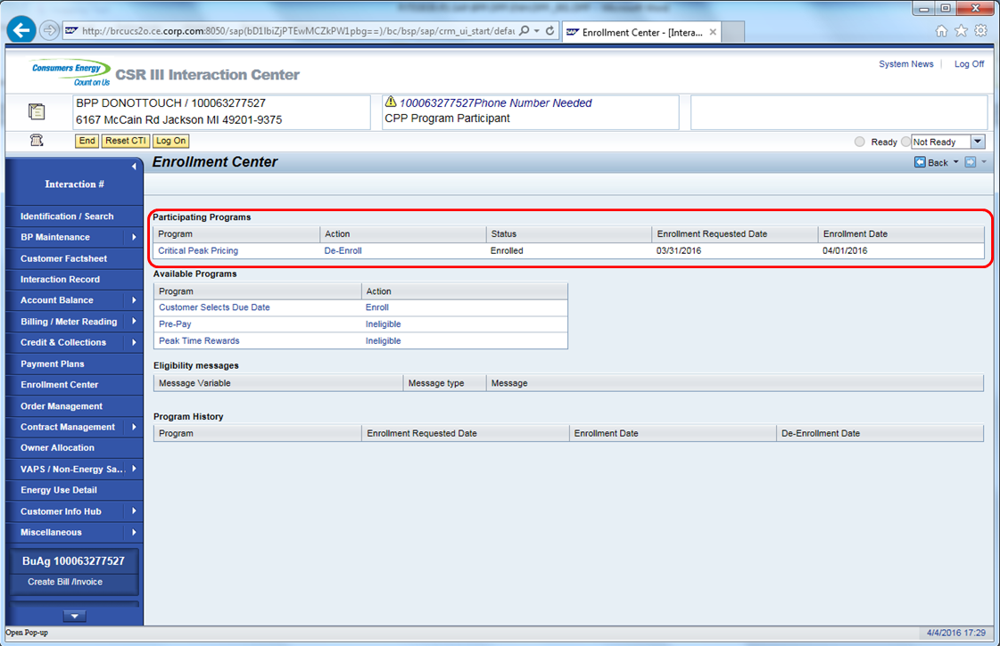 http://brcucs2o.ce.corp.com:8050/sap(bD1lbiZjPTEwMCZkPW1pbg==)/bc/bsp/sap/crm_ui_start/defau
Enrollment Center - [Intera...
Consumers Energy
Count on Us
CSR III Interaction Center
System News
Log Off
BPP DONOTTOUCH / 100063277527
6167 McCain Rd Jackson MI 49201-9375
100063277527Phone Number Needed
CPP Program Participant
End
Reset CTI
Log On
Ready
Not Ready
Enrollment Center
Back
Interaction #
Identification / Search
BP Maintenance
Customer Factsheet
Interaction Record
Account Balance
Billing / Meter Reading
Credit & Collections
Payment Plans
Enrollment Center
Order Management
Contract Management
Owner Allocation
VAPS / Non-Energy Sa...
Energy Use Detail
Customer Info Hub
Miscellaneous
BuAg 100063277527
Create Bill /Invoice
Participating Programs
Program Action Status Enrollment Requested Date Enrollment Date
Critical Peak Pricing De-Enroll Enrolled 03/31/2016 04/01/2016
Available Programs
Program Action
Customer Selects Due Date Enroll
Pre-Pay Ineligible
Peak Time Rewards Ineligible
Eligibility messages
Message Variable Message type Message
Program History
Program Enrollment Requested Date Enrollment Date De-Enrollment Date
Open Pop-up
4/4/2016 17:29